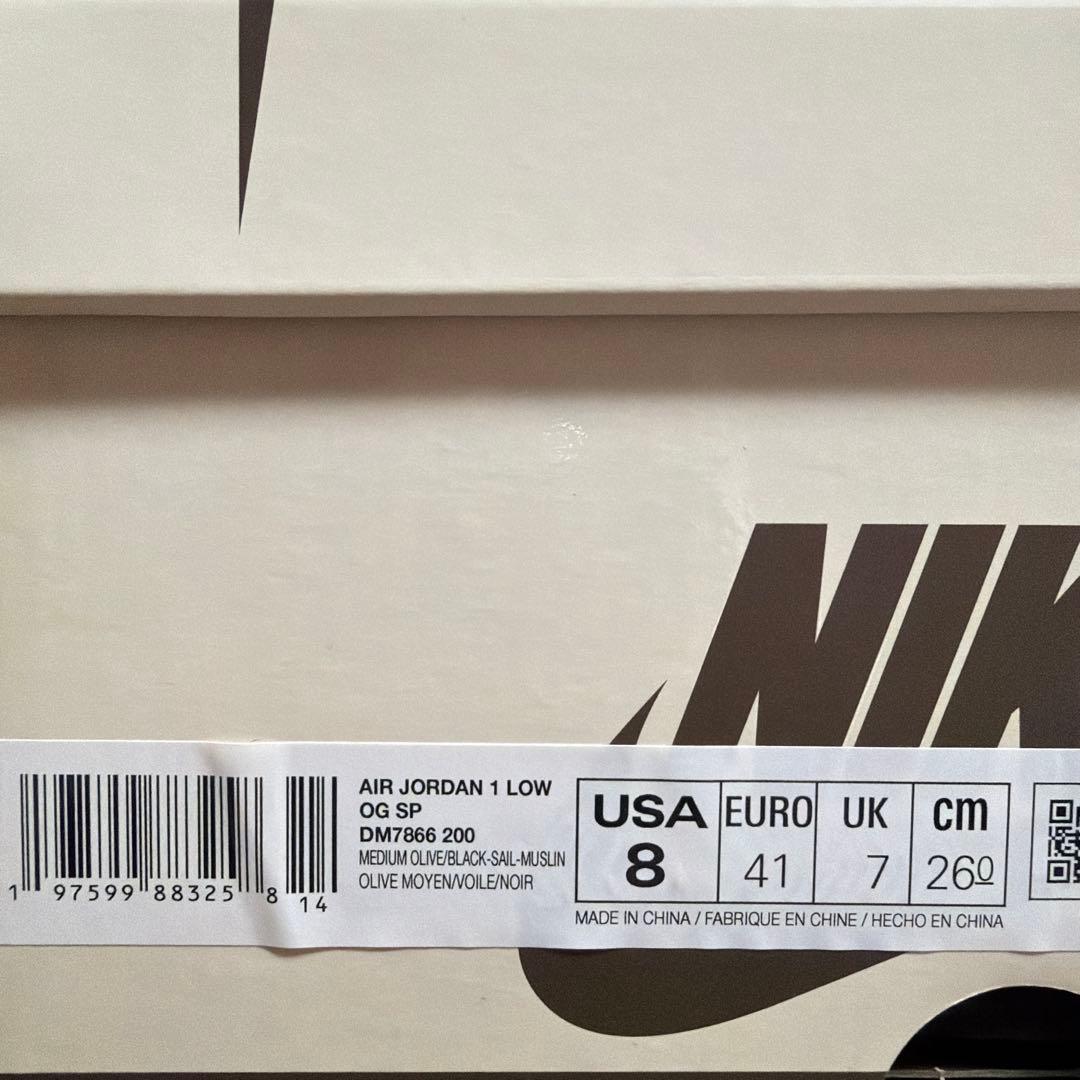 NIK
AIR JORDAN 1 LOW
OG SP
DM7866 200
MEDIUM OLIVE/BLACK-SAIL-MUSLIN
OLIVE MOYEN/VOILE/NOIR
1 97599 88325 8 14
USA EURO UK cm
8 41 7 260
MADE IN CHINA / FABRIQUE EN CHINE / HECHO EN CHINA